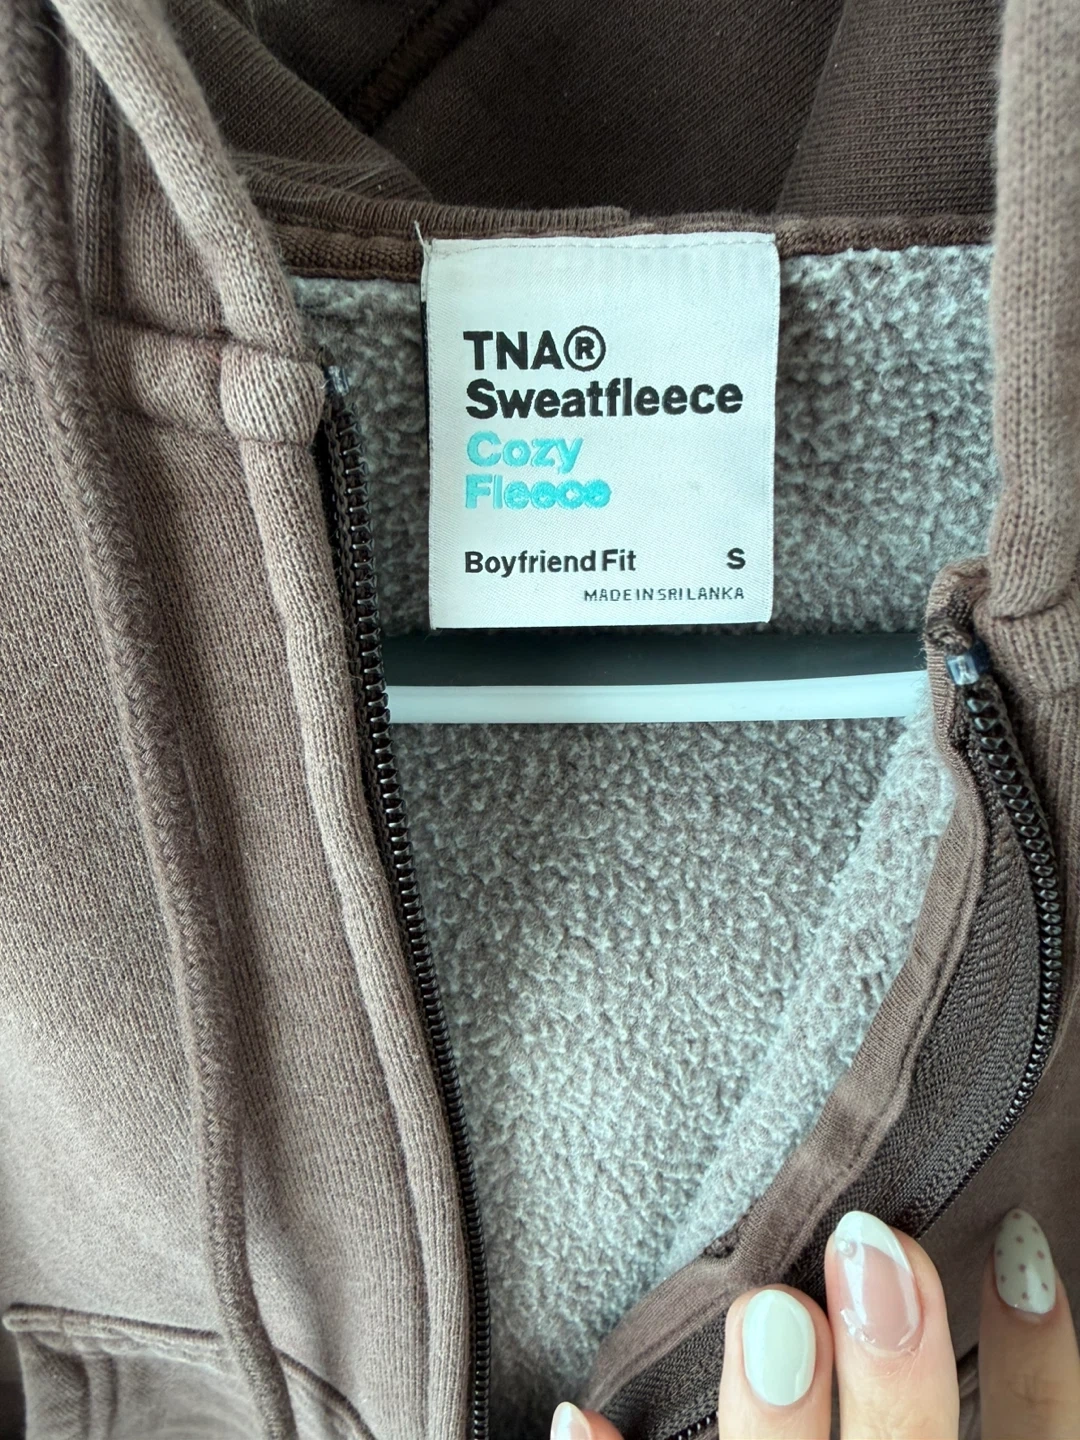 TNA®
Sweatfleece
Cozy
Fleece
Boyfriend Fit S
MADE IN SRI LANKA